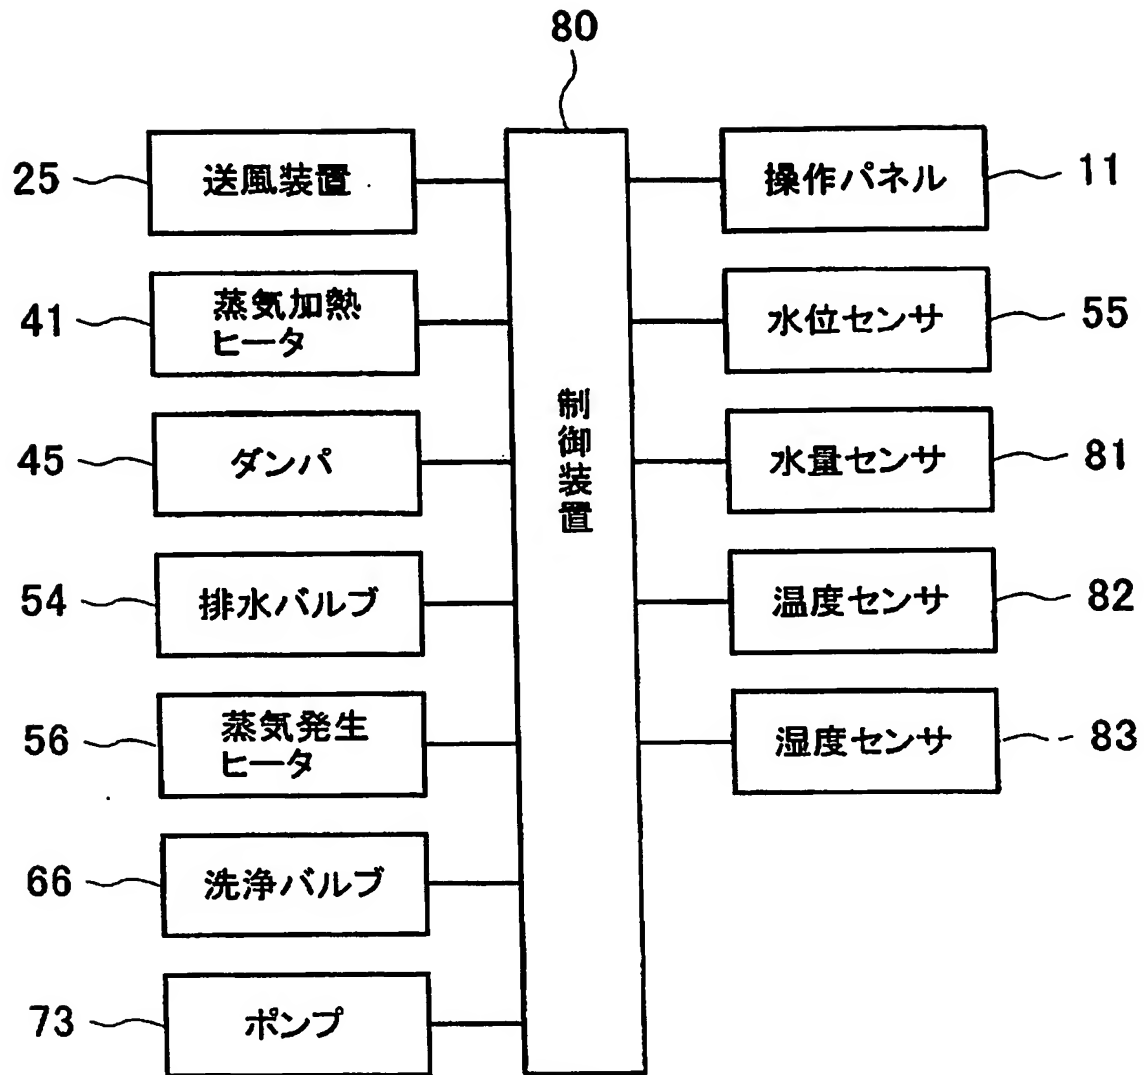 80
25
送風装置
操作パネル
11
41
蒸気加熱
ヒータ
水位センサ
55
制御装置
45
ダンパ
水量センサ
81
54
排水バルブ
温度センサ
82
56
蒸気発生
ヒータ
湿度センサ
83
66
洗浄バルブ
73
ポンプ